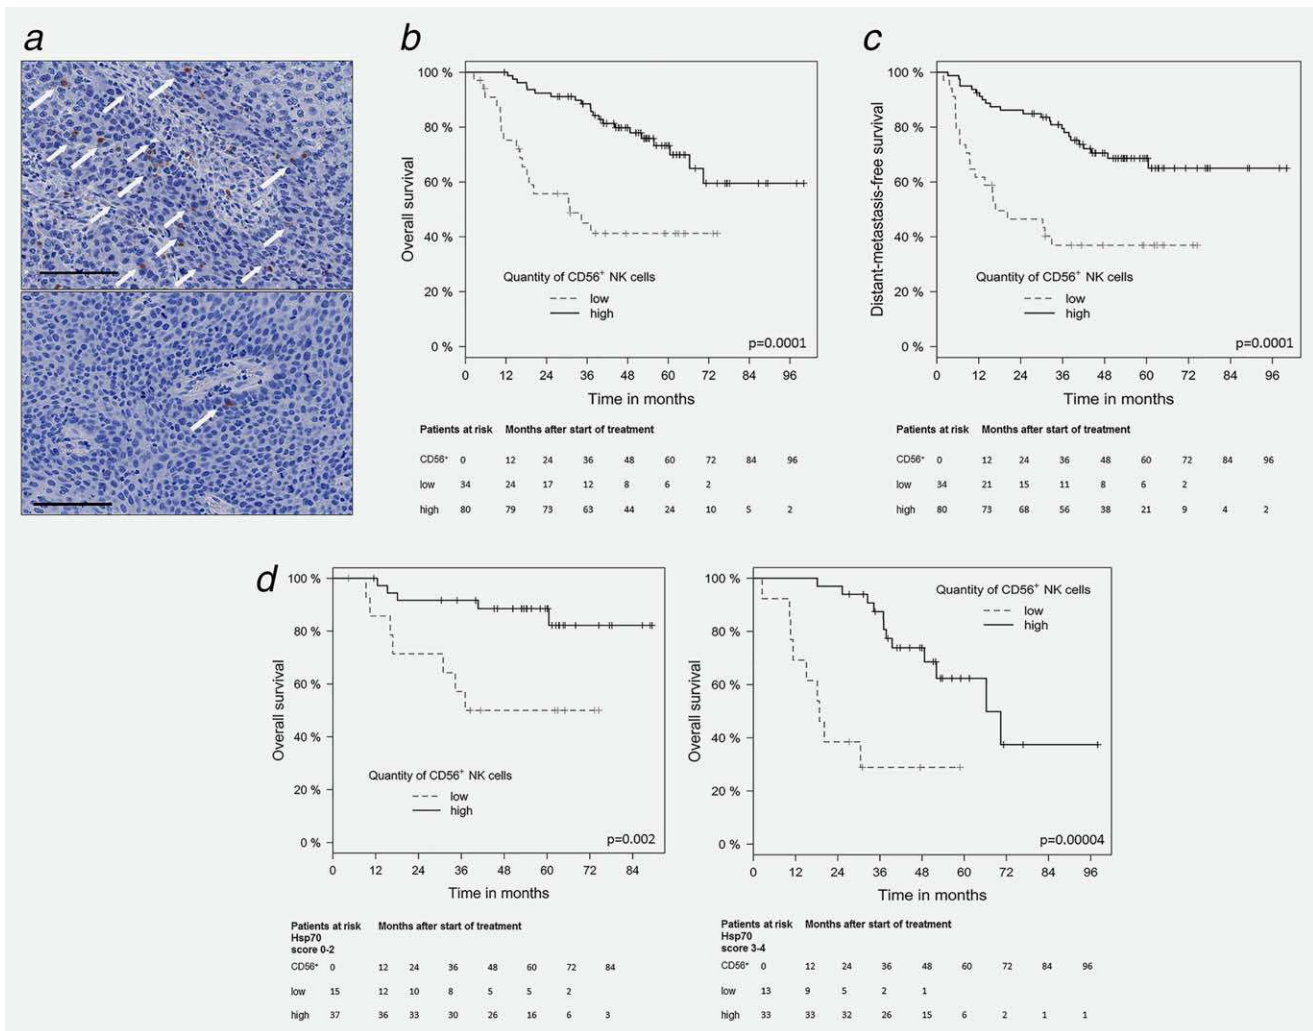 a
b
100 %
80 %
60 %
40 %
20 %
0 %
Overall survival
Quantity of CD56+ NK cells
low
high
p=0.0001
0 12 24 36 48 60 72 84 96
Time in months
Patients at risk Months after start of treatment
CD56+ 0 12 24 36 48 60 72 84 96
low 34 24 17 12 8 6 2
high 80 79 73 63 44 24 10 5 2
c
100 %
80 %
60 %
40 %
20 %
0 %
Distant-metastasis-free survival
Quantity of CD56+ NK cells
low
high
p=0.0001
0 12 24 36 48 60 72 84 96
Time in months
Patients at risk Months after start of treatment
CD56+ 0 12 24 36 48 60 72 84 96
low 34 21 15 11 8 6 2
high 80 73 68 56 38 21 9 4 2
d
100 %
80 %
60 %
40 %
20 %
0 %
Overall survival
Quantity of CD56+ NK cells
low
high
p=0.002
0 12 24 36 48 60 72 84
Time in months
Patients at risk Months after start of treatment
Hsp70
score 0-2
CD56+ 0 12 24 36 48 60 72 84
low 15 12 10 8 5 5 2
high 37 36 33 30 26 16 6 3
100 %
80 %
60 %
40 %
20 %
0 %
Overall survival
Quantity of CD56+ NK cells
low
high
p=0.00004
0 12 24 36 48 60 72 84 96
Time in months
Patients at risk Months after start of treatment
Hsp70
score 3-4
CD56+ 0 12 24 36 48 60 72 84 96
low 13 9 5 2 1
high 33 33 32 26 15 6 2 1 1